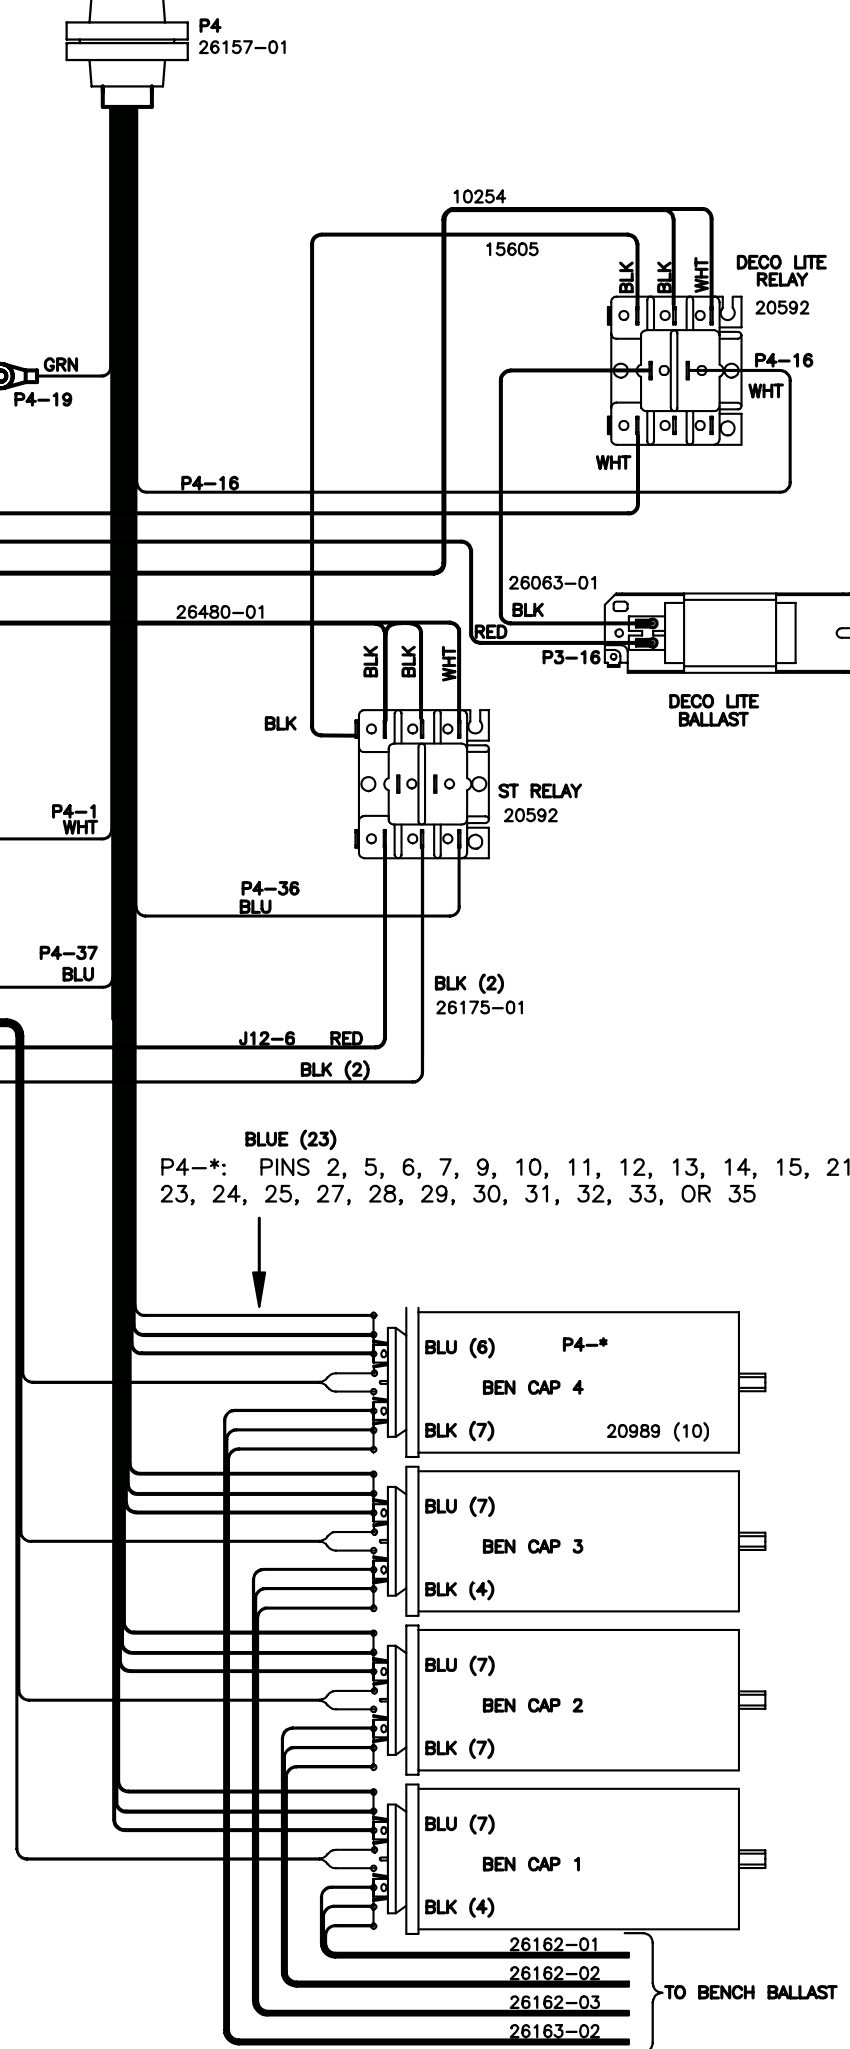 P4
26157-01
10254
15605
BLK
BLK
WHT
DECO LITE
RELAY
20592
GRN
P4-19
P4-16
WHT
WHT
P4-16
26063-01
BLK
26480-01
RED
P3-16
BLK
BLK
WHT
DECO LITE
BALLAST
BLK
ST RELAY
20592
P4-1
WHT
P4-36
BLU
P4-37
BLU
BLK (2)
26175-01
J12-6 RED
BLK (2)
BLUE (23)
P4-*: PINS 2, 5, 6, 7, 9, 10, 11, 12, 13, 14, 15, 21
23, 24, 25, 27, 28, 29, 30, 31, 32, 33, OR 35
BLU (6) P4-*
BEN CAP 4
BLK (7) 20989 (10)
BLU (7)
BEN CAP 3
BLK (4)
BLU (7)
BEN CAP 2
BLK (7)
BLU (7)
BEN CAP 1
BLK (4)
26162-01
26162-02
TO BENCH BALLAST
26162-03
26163-02